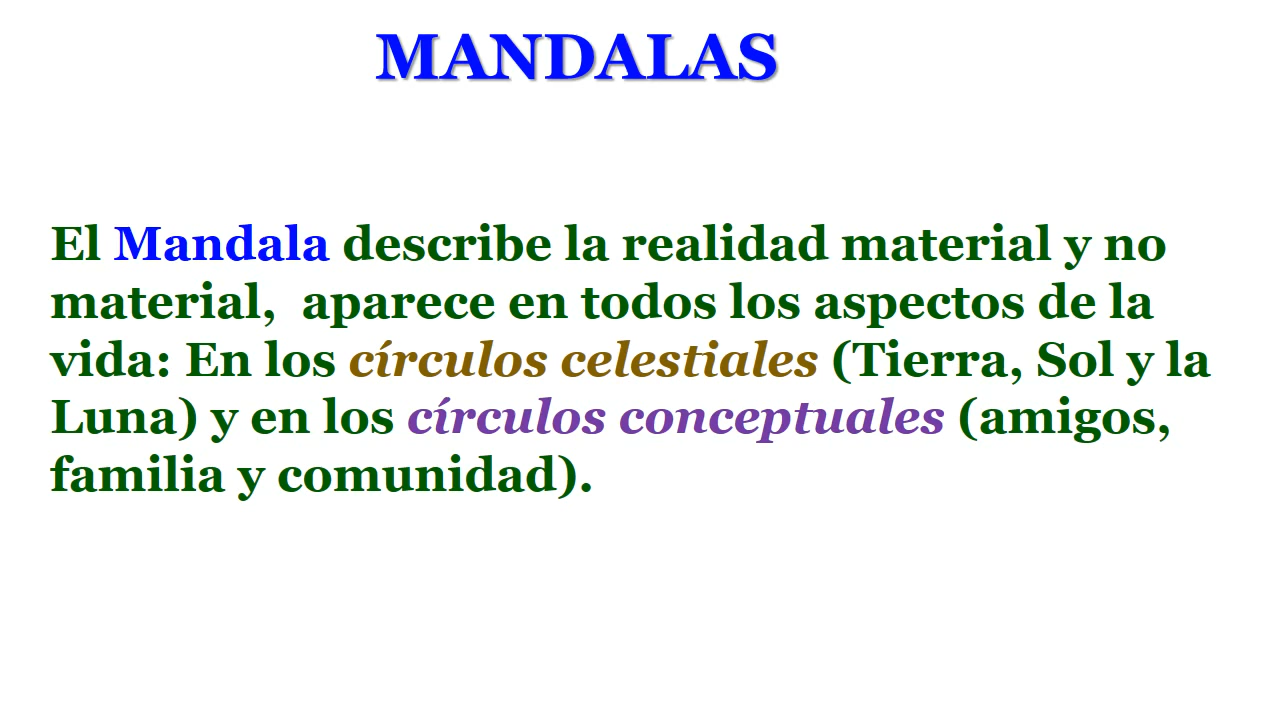 MANDALAS
El Mandala describe la realidad material y no
material,  aparece en todos los aspectos de la
vida: En los círculos celestiales (Tierra, Sol y la
Luna) y en los círculos conceptuales (amigos,
familia y comunidad).